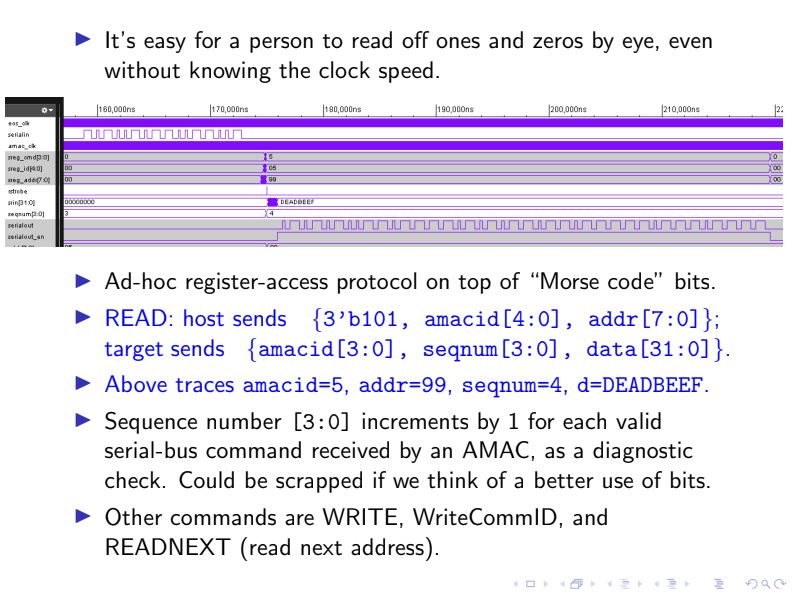 It's easy for a person to read off ones and zeros by eye, even
without knowing the clock speed.
160,000ns 170,000ns 180,000ns 190,000ns 200,000ns 210,000ns 22
eos_clk
serialin
amac_clk
sreg_cmd[3:0] 0 5 0
sreg_id[4:0] 00 05 00
sreg_addr[7:0] 00 99 00
srin[31:0] 00000000 DEADBEEF
seqnum[3:0] 3 4
serialout
serialout_en
Ad-hoc register-access protocol on top of “Morse code” bits.
READ: host sends {3'b101, amacid[4:0], addr[7:0]};
target sends {amacid[3:0], seqnum[3:0], data[31:0]}.
Above traces amacid=5, addr=99, seqnum=4, d=DEADBEEF.
Sequence number [3:0] increments by 1 for each valid
serial-bus command received by an AMAC, as a diagnostic
check. Could be scrapped if we think of a better use of bits.
Other commands are WRITE, WriteCommID, and
READNEXT (read next address).